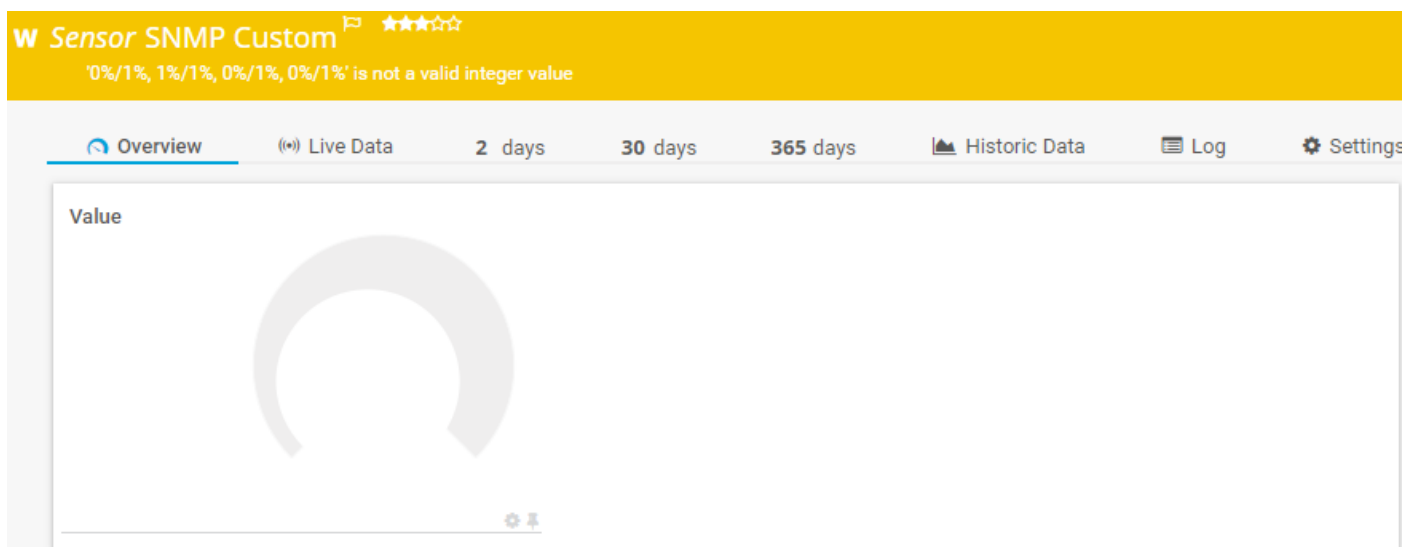 W Sensor SNMP Custom
'0%/1%, 1%/1%, 0%/1%, 0%/1%' is not a valid integer value
Overview Live Data 2 days 30 days 365 days Historic Data Log Settings
Value